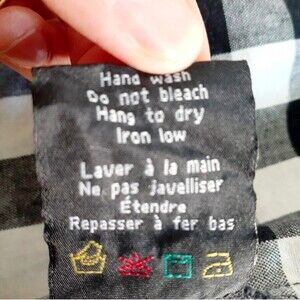 Hand wash
Do not bleach
Hang to dry
Iron low
Laver à la main
Ne pas javelliser
Étendre
Repasser à fer bas